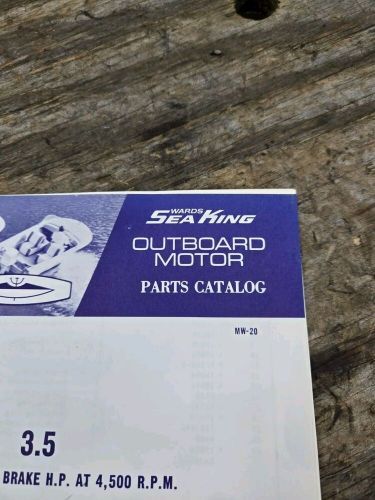 WARDS
SEA KING
OUTBOARD
MOTOR
PARTS CATALOG
MW-20
3.5
BRAKE H.P. AT 4,500 R.P.M.